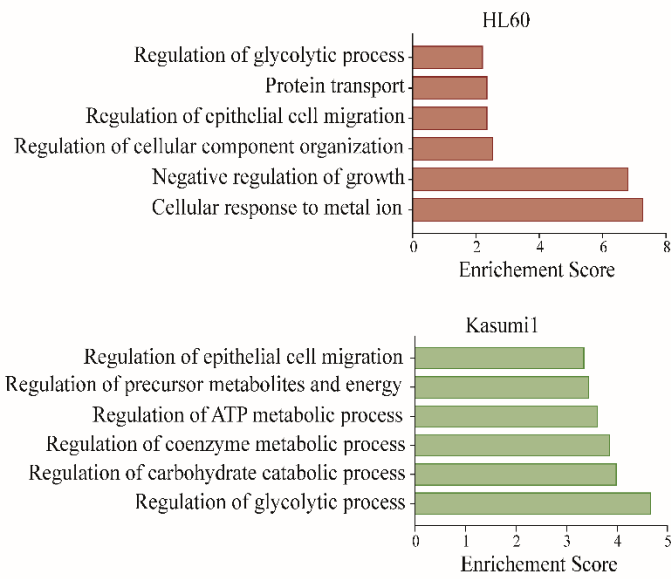 HL60
Regulation of glycolytic process
Protein transport
Regulation of epithelial cell migration
Regulation of cellular component organization
Negative regulation of growth
Cellular response to metal ion
0 2 4 6 8
Enrichement Score
Kasumi1
Regulation of epithelial cell migration
Regulation of precursor metabolites and energy
Regulation of ATP metabolic process
Regulation of coenzyme metabolic process
Regulation of carbohydrate catabolic process
Regulation of glycolytic process
0 1 2 3 4 5
Enrichement Score